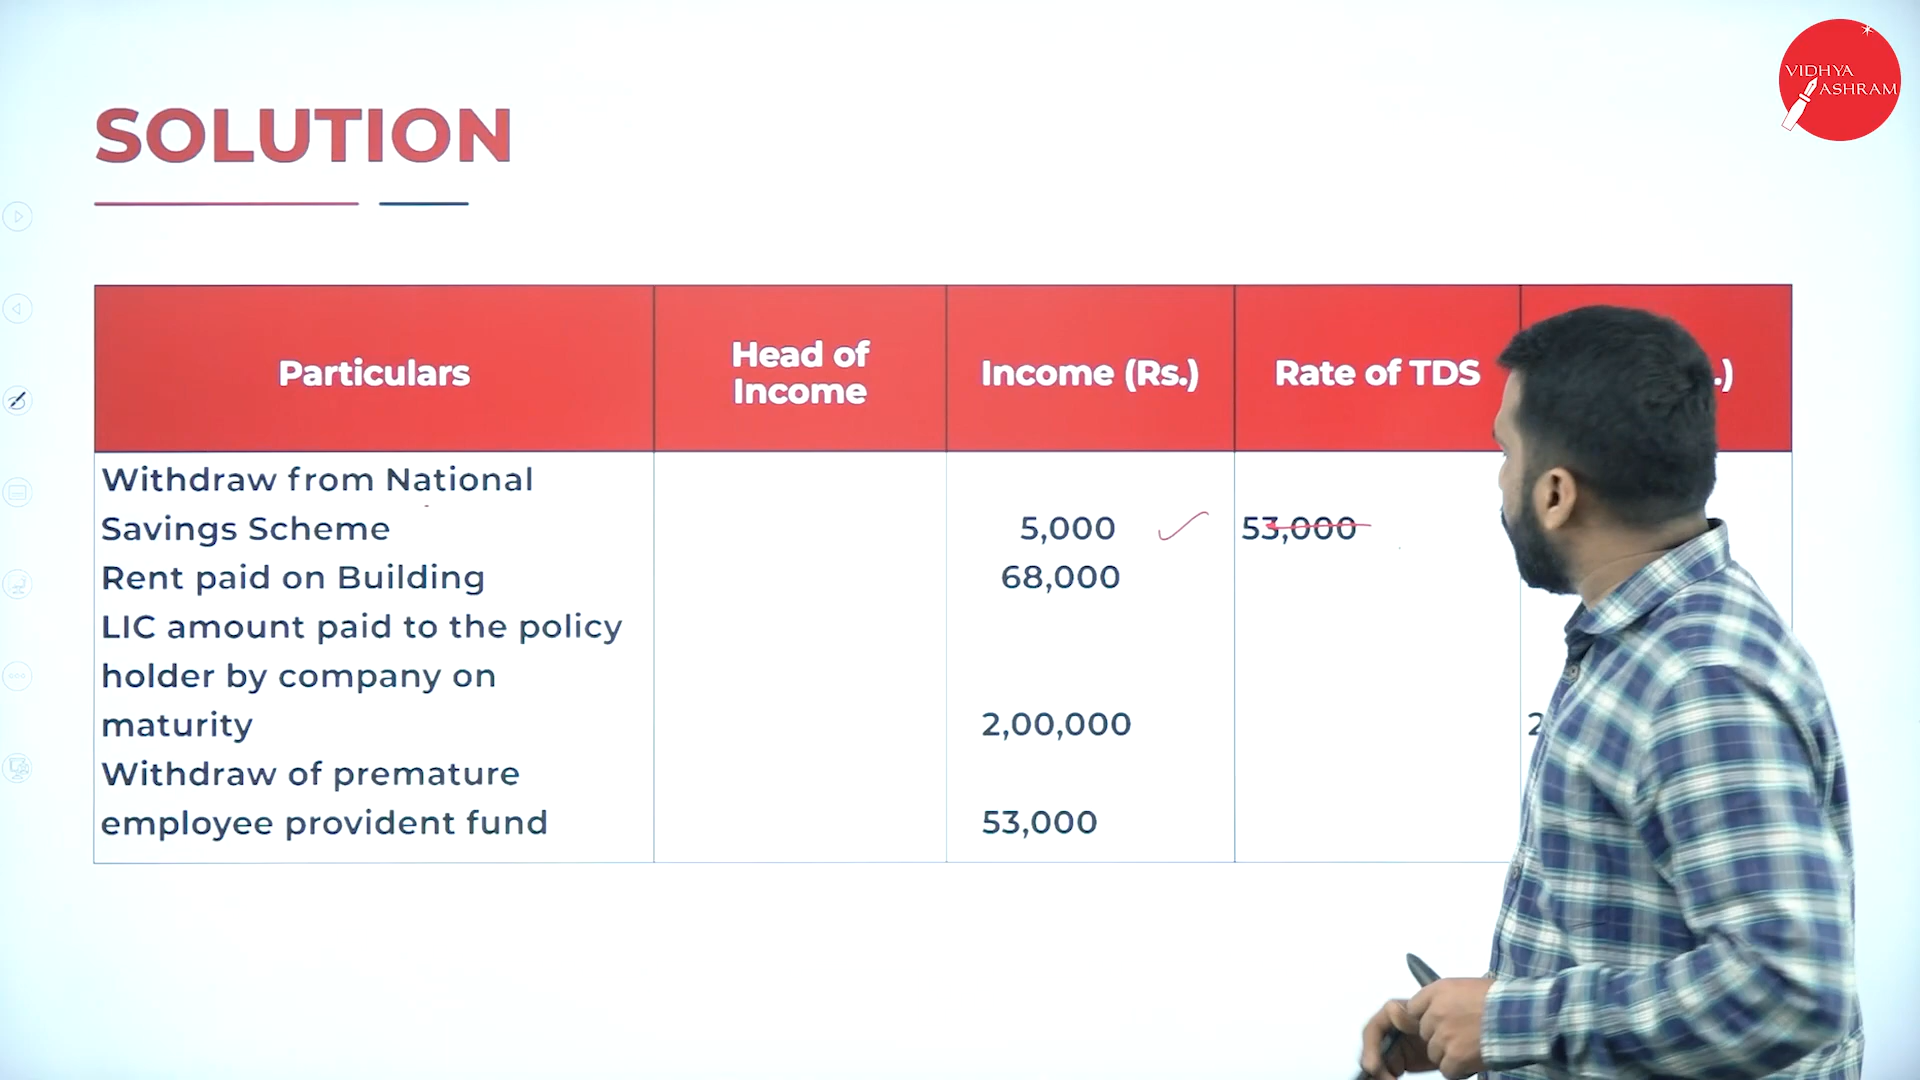 VIDHYA
ASHRAM
SOLUTION
Particulars
Head of
Income
Income (Rs.)
Rate of TDS
.)
Withdraw from National
Savings Scheme 5,000 53,000
Rent paid on Building 68,000
LIC amount paid to the policy
holder by company on
maturity 2,00,000 2
Withdraw of premature
employee provident fund 53,000